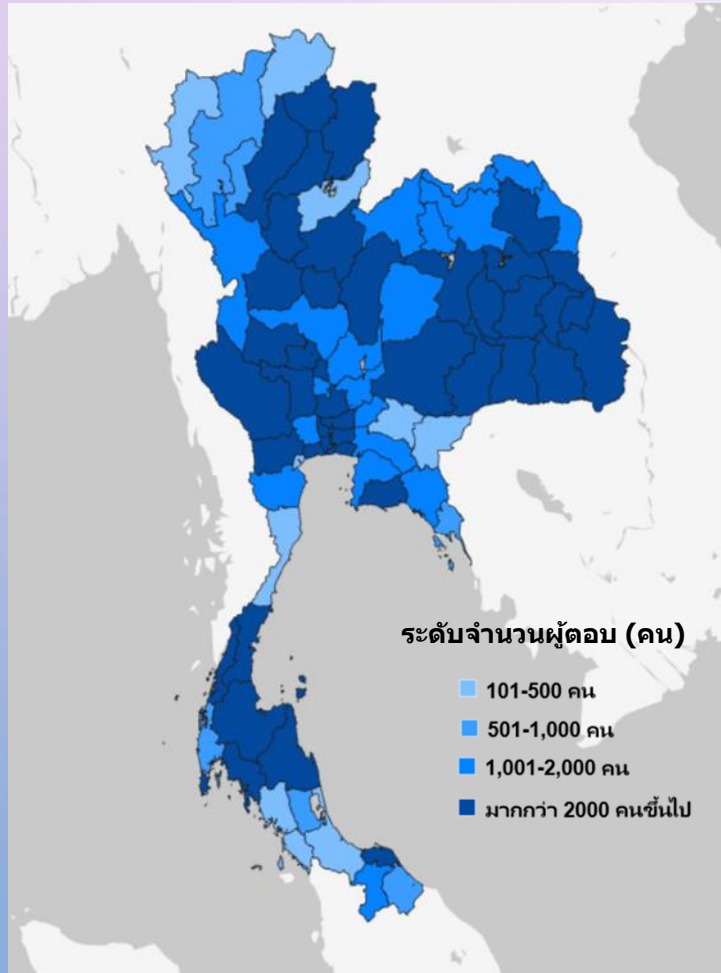 ระดับจำนวนผู้ตอบ (คน)
101-500 คน
501-1,000 คน
1,001-2,000 คน
มากกว่า 2000 คนขึ้นไป